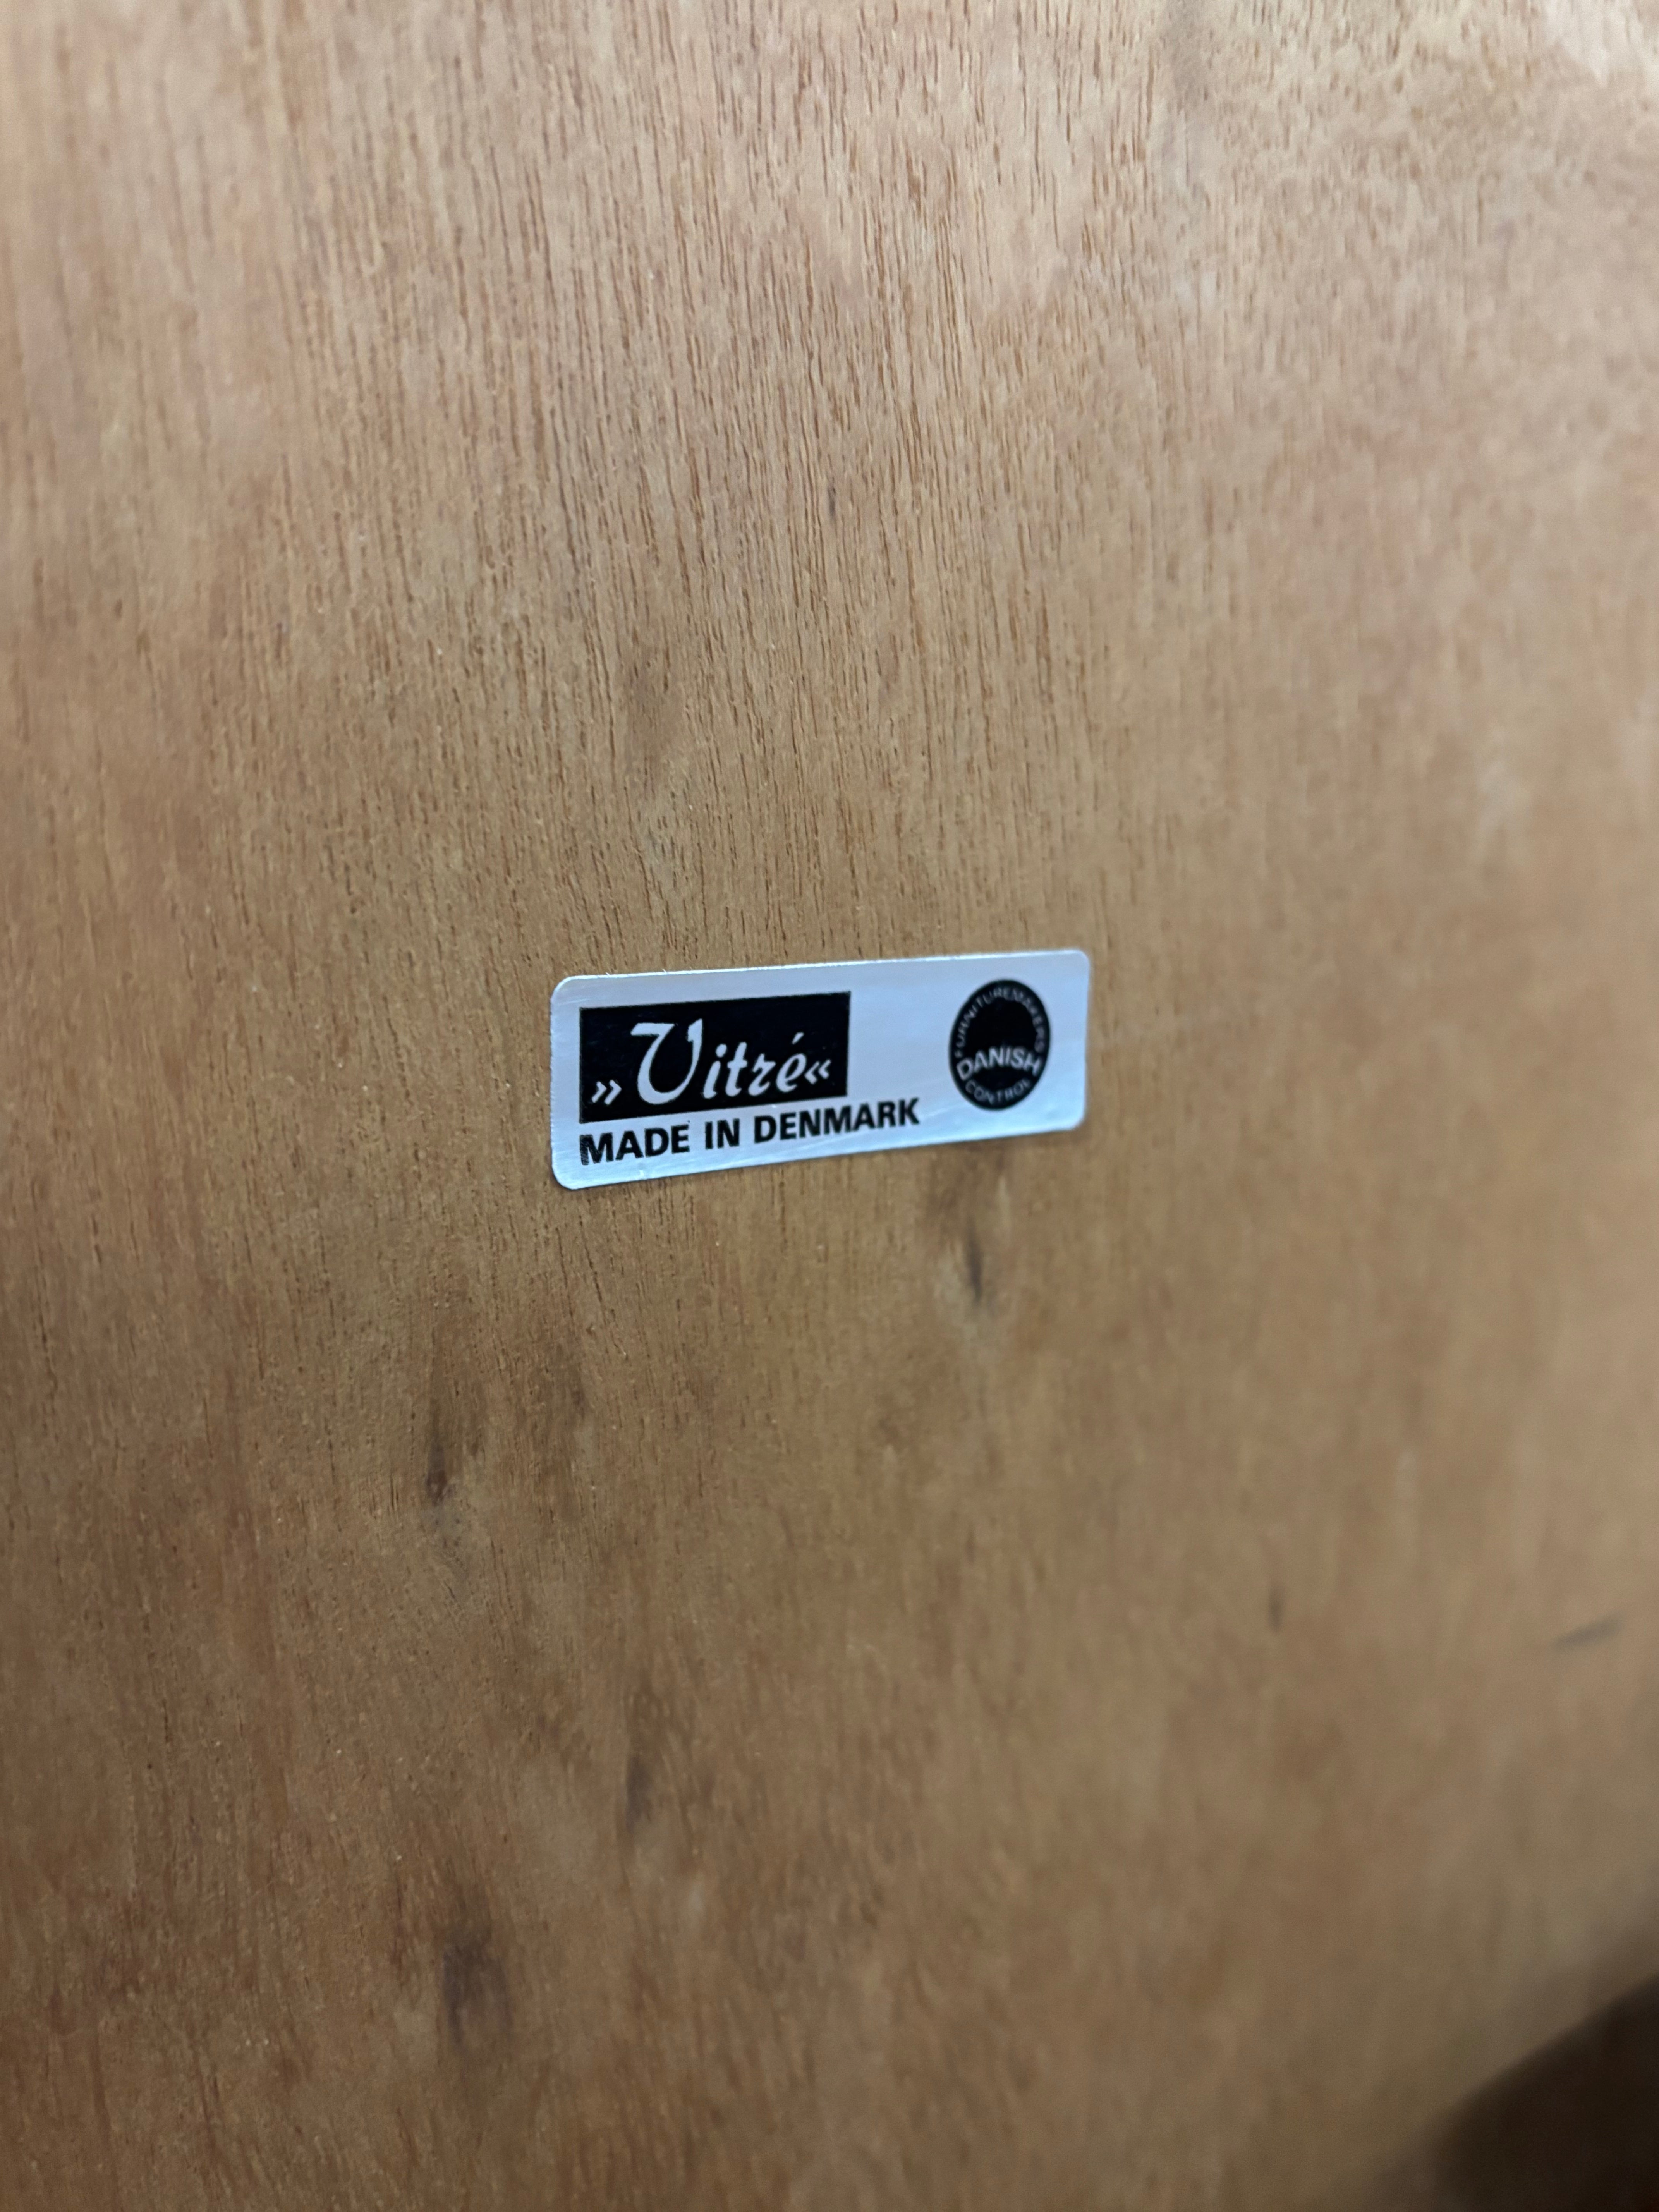 »Vitré«
MADE IN DENMARK
FURNITUREMAKERS
DANISH
CONTROL